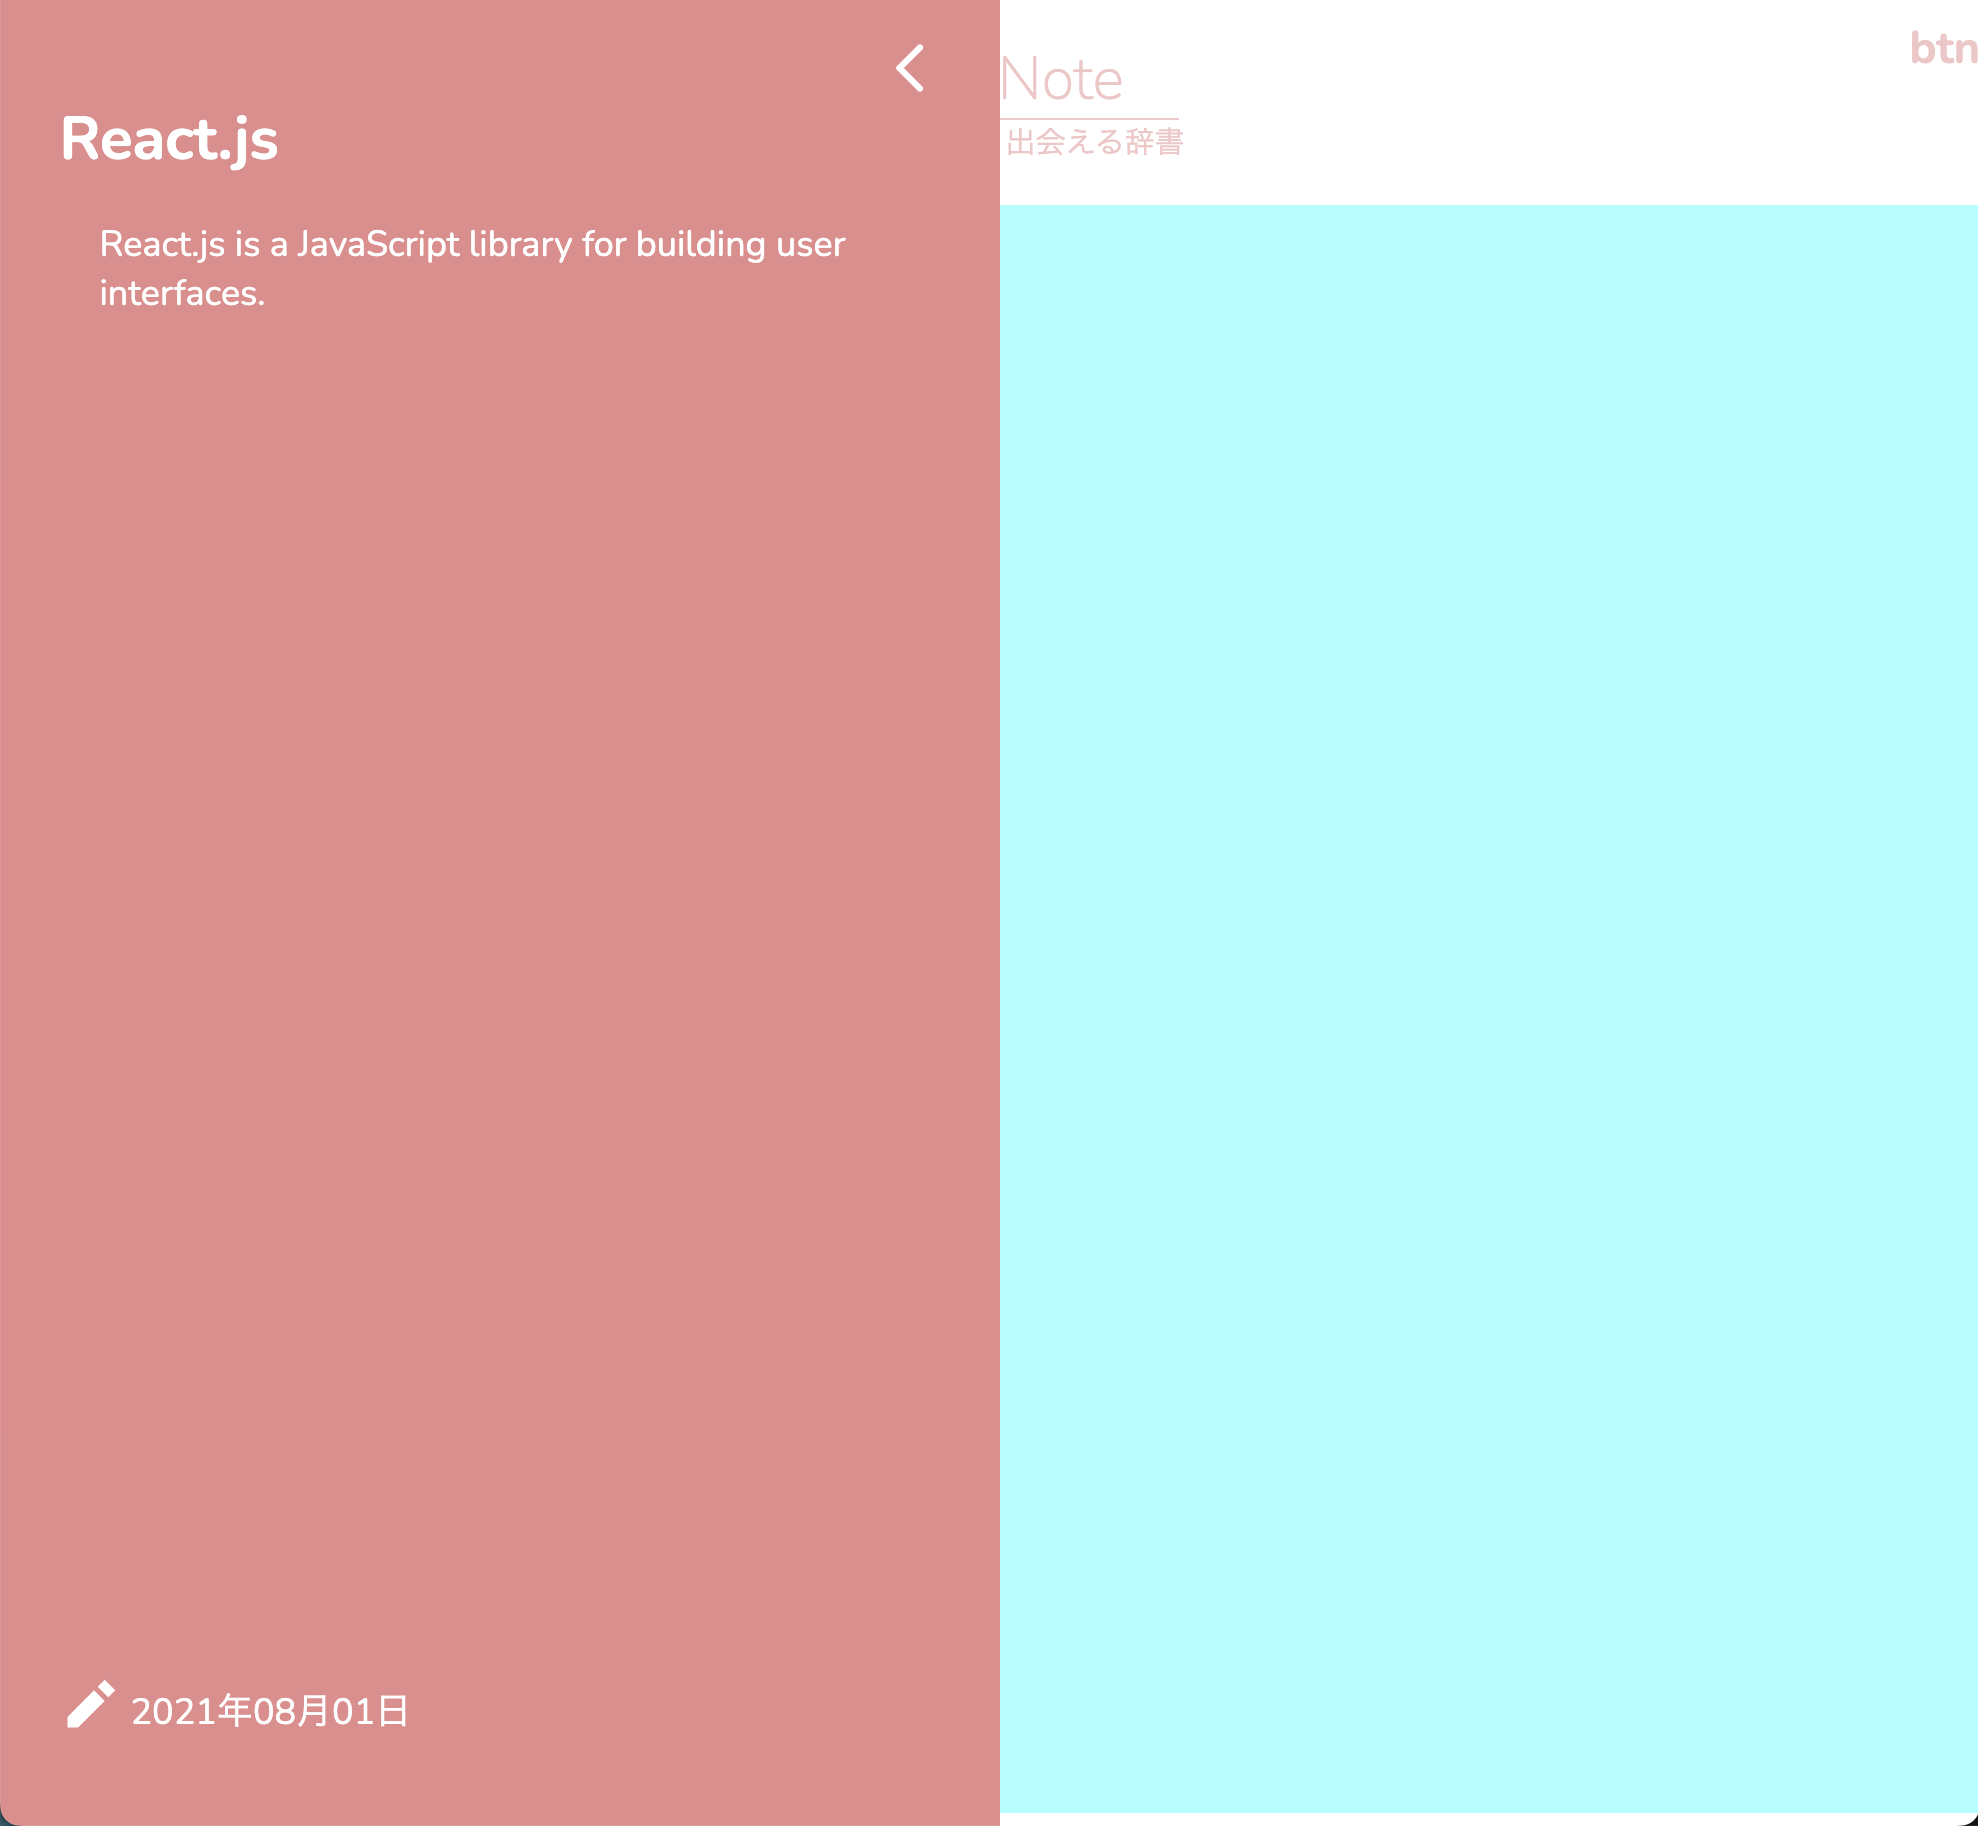 React.js
React.js is a JavaScript library for building user
interfaces.
2021年08月01日
Note
出会える辞書
btn